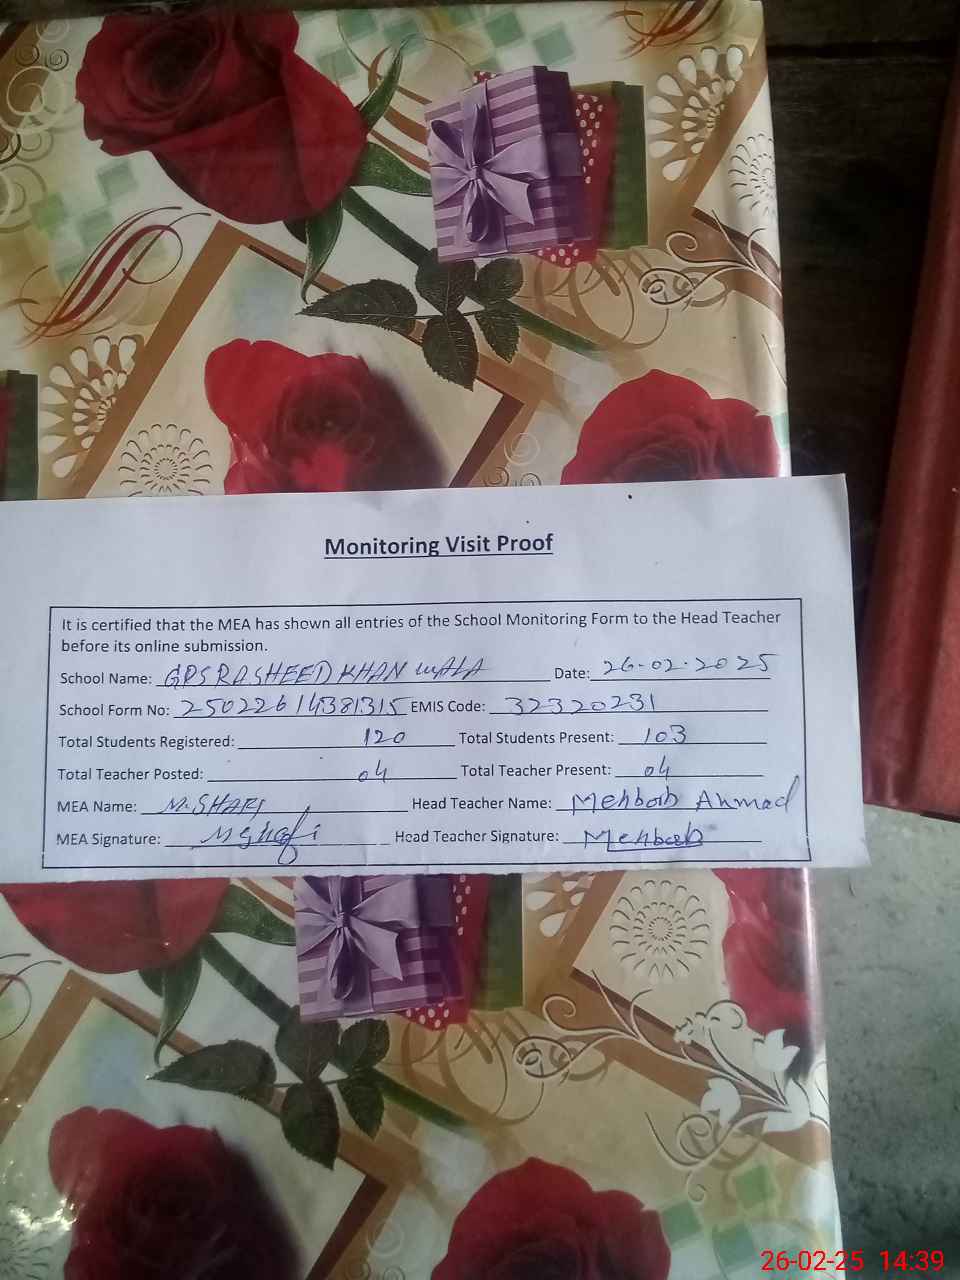 Monitoring Visit Proof
It is certified that the MEA has shown all entries of the School Monitoring Form to the Head Teacher
before its online submission.
School Name: GPS RASHEED KHAN WALA Date: 26-02-2025
School Form No: 25022614381315 EMIS Code: 32320231
Total Students Registered: 120 Total Students Present: 103
Total Teacher Posted: 04 Total Teacher Present: 04
MEA Name: M. SHAFI Head Teacher Name: Mehboob Ahmad
MEA Signature: Mshafi Head Teacher Signature: Mehboob
26-02-25 14:39